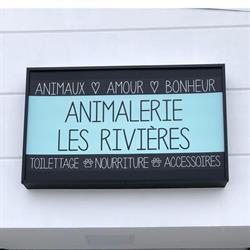 ANIMAUX ♡ AMOUR ♡ BONHEUR
ANIMALERIE
LES RIVIÈRES
TOILETTAGE 🐾 NOURRITURE 🐾 ACCESSOIRES